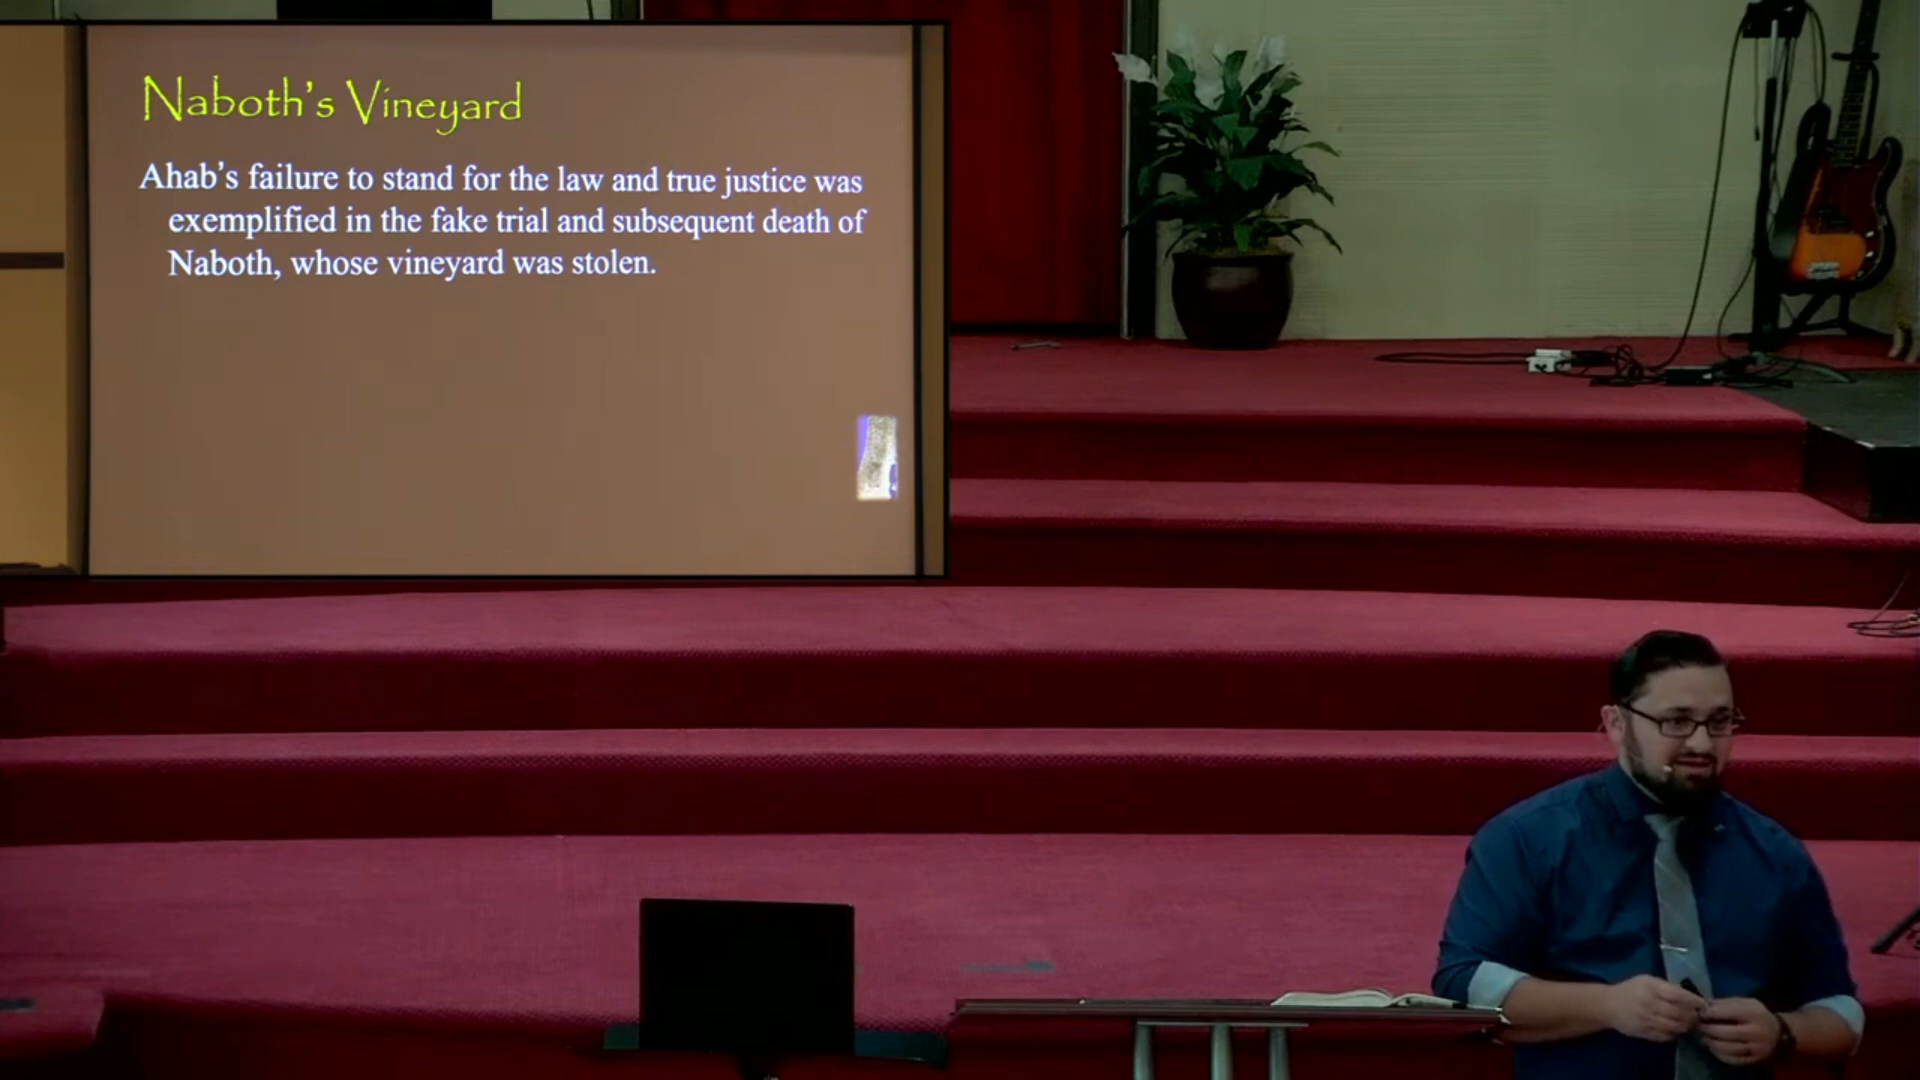 Naboth's Vineyard
Ahab's failure to stand for the law and true justice was
exemplified in the fake trial and subsequent death of
Naboth, whose vineyard was stolen.